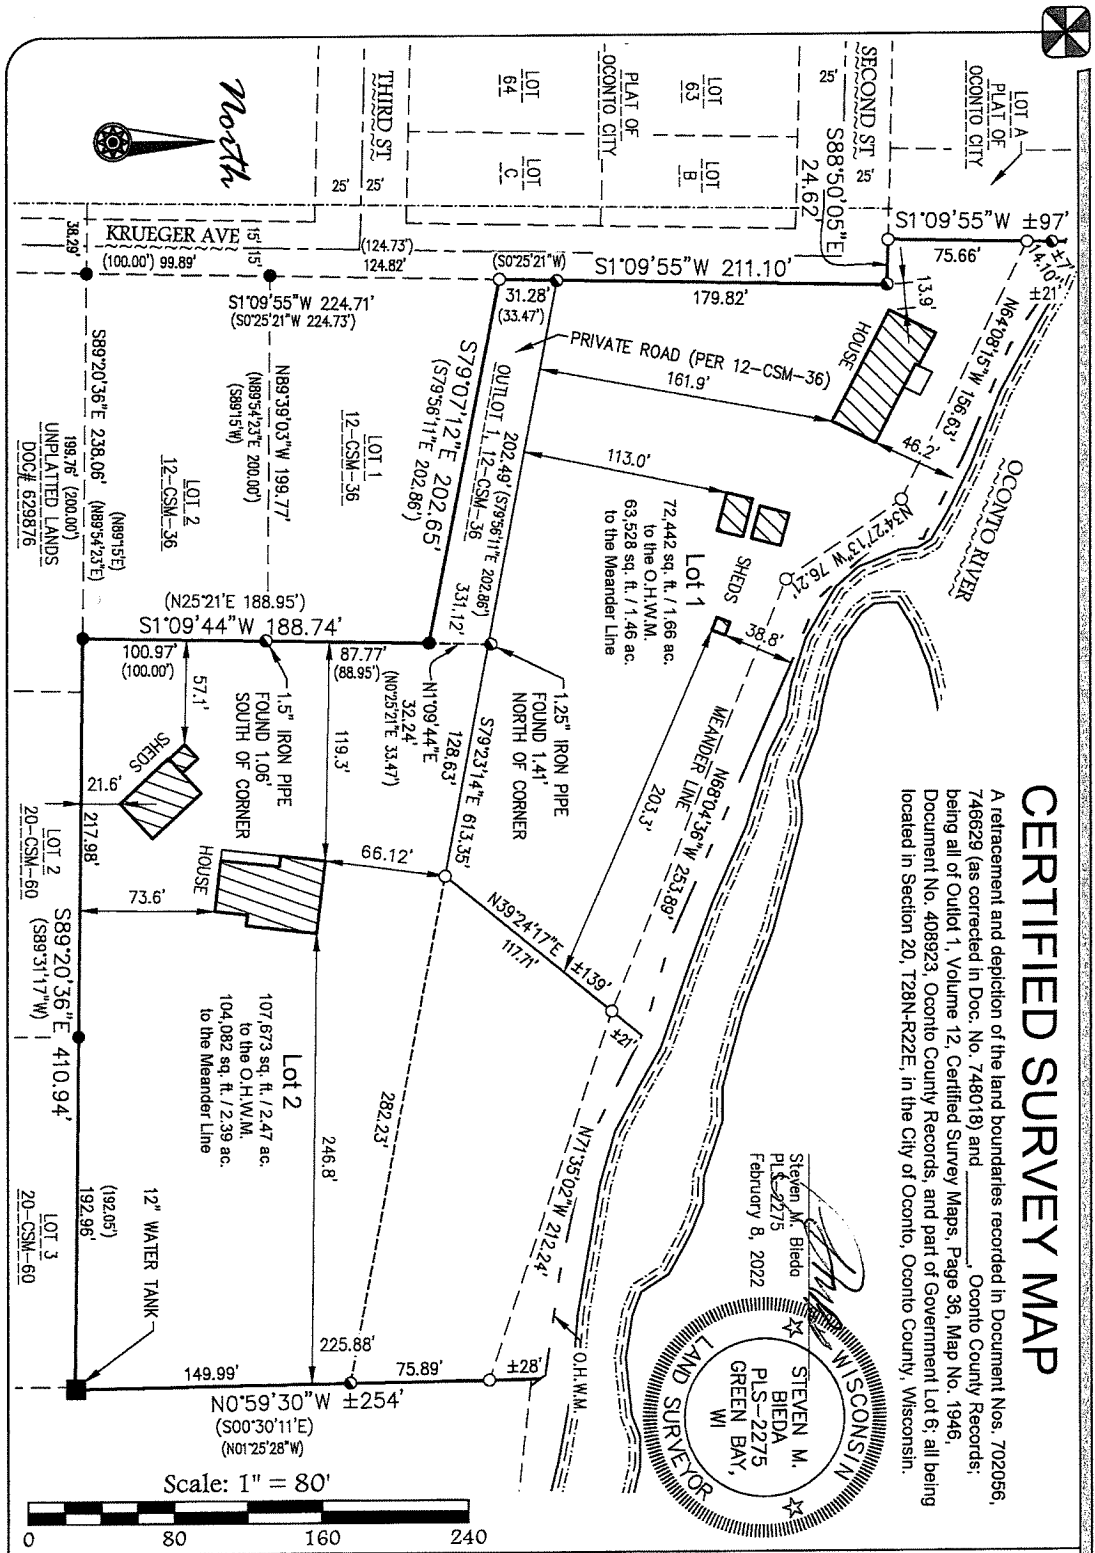 CERTIFIED SURVEY MAP
A retracement and depiction of the land boundaries recorded in Document Nos. 702056,
746629 (as corrected in Doc. No. 748018) and ________, Oconto County Records;
being all of Outlot 1, Volume 12, Certified Survey Maps, Page 36, Map No. 1946,
Document No. 408923, Oconto County Records, and part of Government Lot 6; all being
located in Section 20, T28N-R22E, in the City of Oconto, Oconto County, Wisconsin.
LOT A
PLAT OF
OCONTO CITY
SECOND ST
25'
25'
S88°50'05"E
24.62'
LOT
63
LOT
B
PLAT OF
OCONTO CITY
LOT
64
LOT
C
THIRD ST
25'
25'
North
KRUEGER AVE
15'
15'
38.29'
(100.00') 99.89'
(124.73')
124.82'
S1°09'55"W 224.71'
(S0°25'21"W 224.73')
S1°09'55"W ±97'
75.66'
14.10'
±7'
±21'
S1°09'55"W 211.10'
179.82'
(S0°25'21"W)
31.28'
(33.47')
13.9'
HOUSE
N64°08'15"W 156.63'
46.2'
OCONTO RIVER
PRIVATE ROAD (PER 12-CSM-36)
161.9'
113.0'
N34°27'13"W 76.21'
SHEDS
Lot 1
72,442 sq. ft. / 1.66 ac.
to the O.H.W.M.
63,528 sq. ft. / 1.46 ac.
to the Meander Line
38.8'
203.3'
MEANDER LINE
N68°04'36"W 253.89'
OUTLOT 1, 12-CSM-36
202.49' (S79°56'11"E 202.86')
S79°07'12"E 202.65'
(S79°56'11"E 202.86')
331.12'
LOT 1
12-CSM-36
N89°39'03"W 199.77'
(N89°54'23"E 200.00')
(S89°15'W)
LOT 2
12-CSM-36
(N89°15'E)
S89°20'36"E 238.06' (N89°54'23"E)
199.76' (200.00')
UNPLATTED LANDS
DOC# 629876
(N25°21'E 188.95')
S1°09'44"W 188.74'
100.97'
(100.00')
87.77'
(88.95')
N1°09'44"E
32.24'
(N0°25'21"E 33.47')
1.5" IRON PIPE
FOUND 1.06'
SOUTH OF CORNER
1.25" IRON PIPE
FOUND 1.41'
NORTH OF CORNER
S79°23'14"E 613.35'
128.63'
282.23'
57.1'
119.3'
SHEDS
21.6'
HOUSE
66.12'
73.6'
N39°24'17"E
117.71'
±139'
±21'
N71°35'02"W 212.24'
Lot 2
107,673 sq. ft. / 2.47 ac.
to the O.H.W.M.
104,082 sq. ft. / 2.39 ac.
to the Meander Line
246.8'
217.98'
LOT 2
20-CSM-60
S89°20'36"E 410.94'
(S89°31'17"W)
(192.05')
192.96'
LOT 3
20-CSM-60
12" WATER TANK
225.88'
149.99'
75.89'
±28'
N0°59'30"W ±254'
(S00°30'11"E)
(N01°25'28"W)
O.H.W.M.
Steven M. Bieda
PLS-2275
February 8, 2022
WISCONSIN
STEVEN M.
BIEDA
PLS-2275
GREEN BAY,
WI
LAND SURVEYOR
Scale: 1" = 80'
0 80 160 240